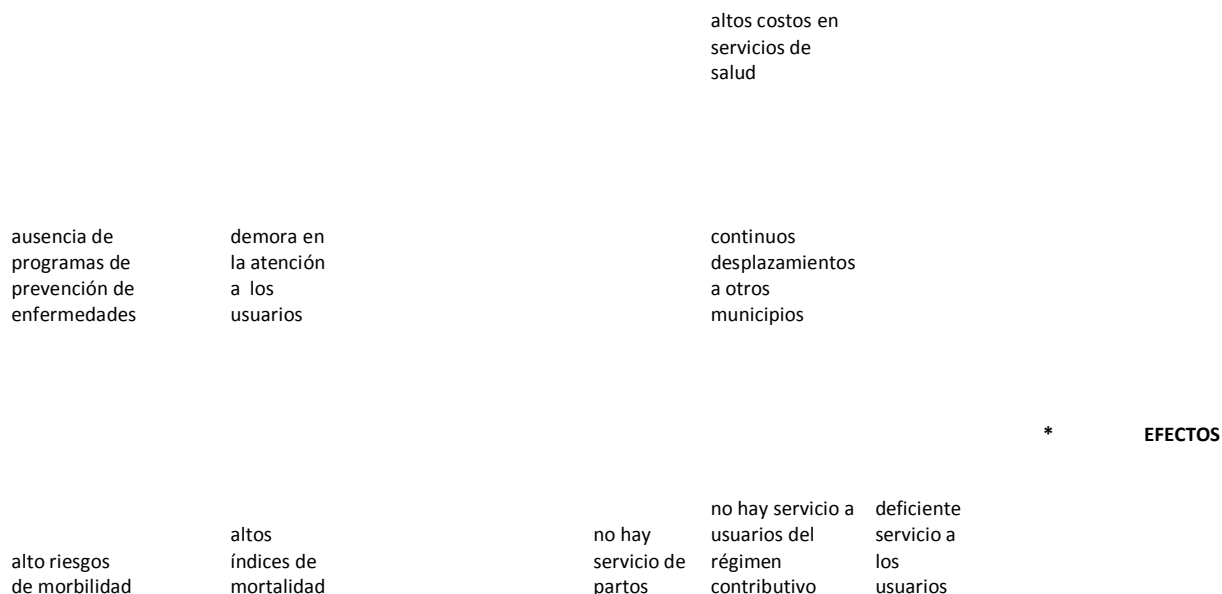 altos costos en
servicios de
salud
ausencia de
programas de
prevención de
enfermedades
demora en
la atención
a los
usuarios
continuos
desplazamientos
a otros
municipios
* EFECTOS
alto riesgos
de morbilidad
altos
índices de
mortalidad
no hay
servicio de
partos
no hay servicio a
usuarios del
régimen
contributivo
deficiente
servicio a
los
usuarios